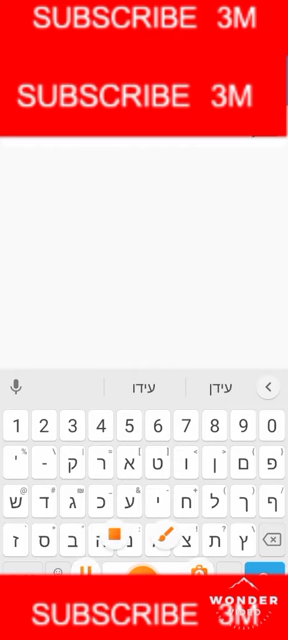 SUBSCRIBE 3M
SUBSCRIBE 3M
עידו עידן
1 2 3 4 5 6 7 8 9 0
' - ק ר א ט ו ן ם פ
ש ד ג כ ע י ח ל ך ף
ז ס ב ה נ צ ת ץ
WONDER
SUBSCRIBE 3M